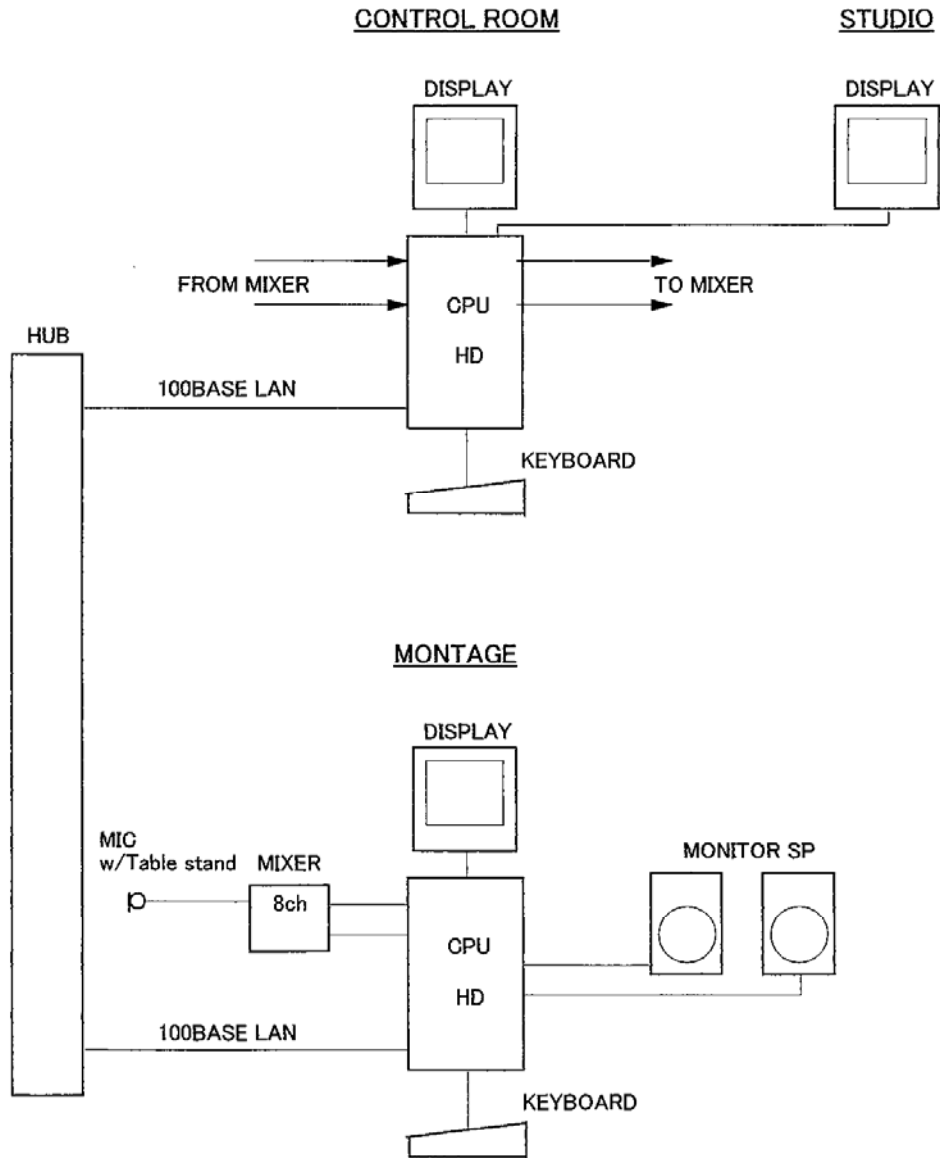 CONTROL ROOM
STUDIO
DISPLAY
DISPLAY
FROM MIXER
TO MIXER
CPU
HD
HUB
100BASE LAN
KEYBOARD
MONTAGE
DISPLAY
MIC
w/Table stand
MIXER
8ch
MONITOR SP
CPU
HD
100BASE LAN
KEYBOARD